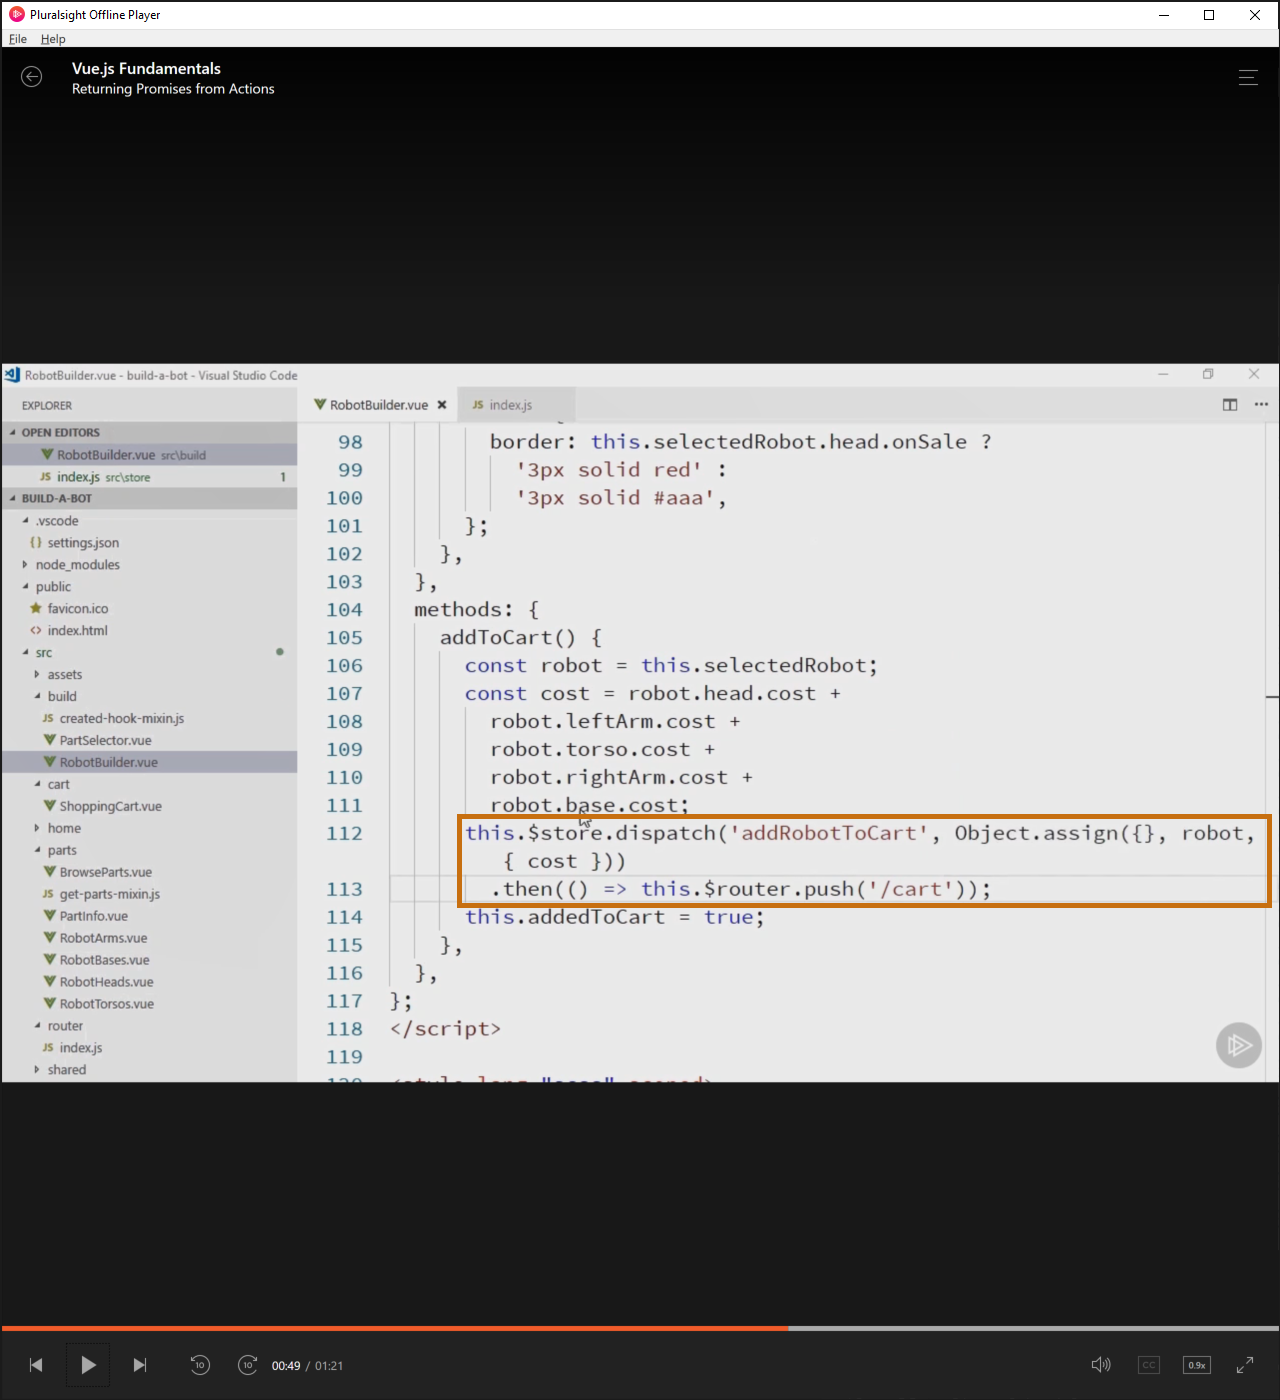 Pluralsight Offline Player
File Help
Vue.js Fundamentals
Returning Promises from Actions
RobotBuilder.vue - build-a-bot - Visual Studio Code
EXPLORER
OPEN EDITORS
RobotBuilder.vue src\build
index.js src\store 1
BUILD-A-BOT
.vscode
{} settings.json
node_modules
public
favicon.ico
<> index.html
src
assets
build
JS created-hook-mixin.js
PartSelector.vue
RobotBuilder.vue
cart
ShoppingCart.vue
home
parts
BrowseParts.vue
JS get-parts-mixin.js
PartInfo.vue
RobotArms.vue
RobotBases.vue
RobotHeads.vue
RobotTorsos.vue
router
JS index.js
shared
RobotBuilder.vue JS index.js
98 border: this.selectedRobot.head.onSale ?
99 '3px solid red' :
100 '3px solid #aaa',
101 };
102 },
103 },
104 methods: {
105 addToCart() {
106 const robot = this.selectedRobot;
107 const cost = robot.head.cost +
108 robot.leftArm.cost +
109 robot.torso.cost +
110 robot.rightArm.cost +
111 robot.base.cost;
112 this.$store.dispatch('addRobotToCart', Object.assign({}, robot,
{ cost }))
113 .then(() => this.$router.push('/cart'));
114 this.addedToCart = true;
115 },
116 },
117 };
118 </script>
119
10 10 00:49 / 01:21 CC 0.9x